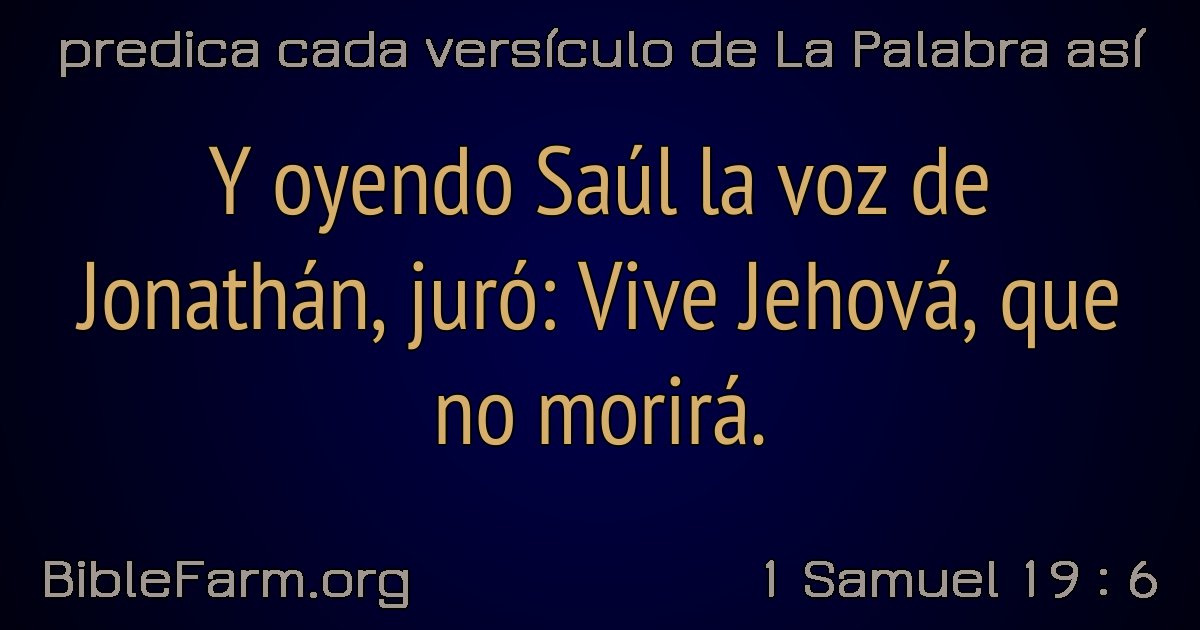 predica cada versículo de La Palabra así
Y oyendo Saúl la voz de
Jonathán, juró: Vive Jehová, que
no morirá.
BibleFarm.org
1 Samuel 19 : 6